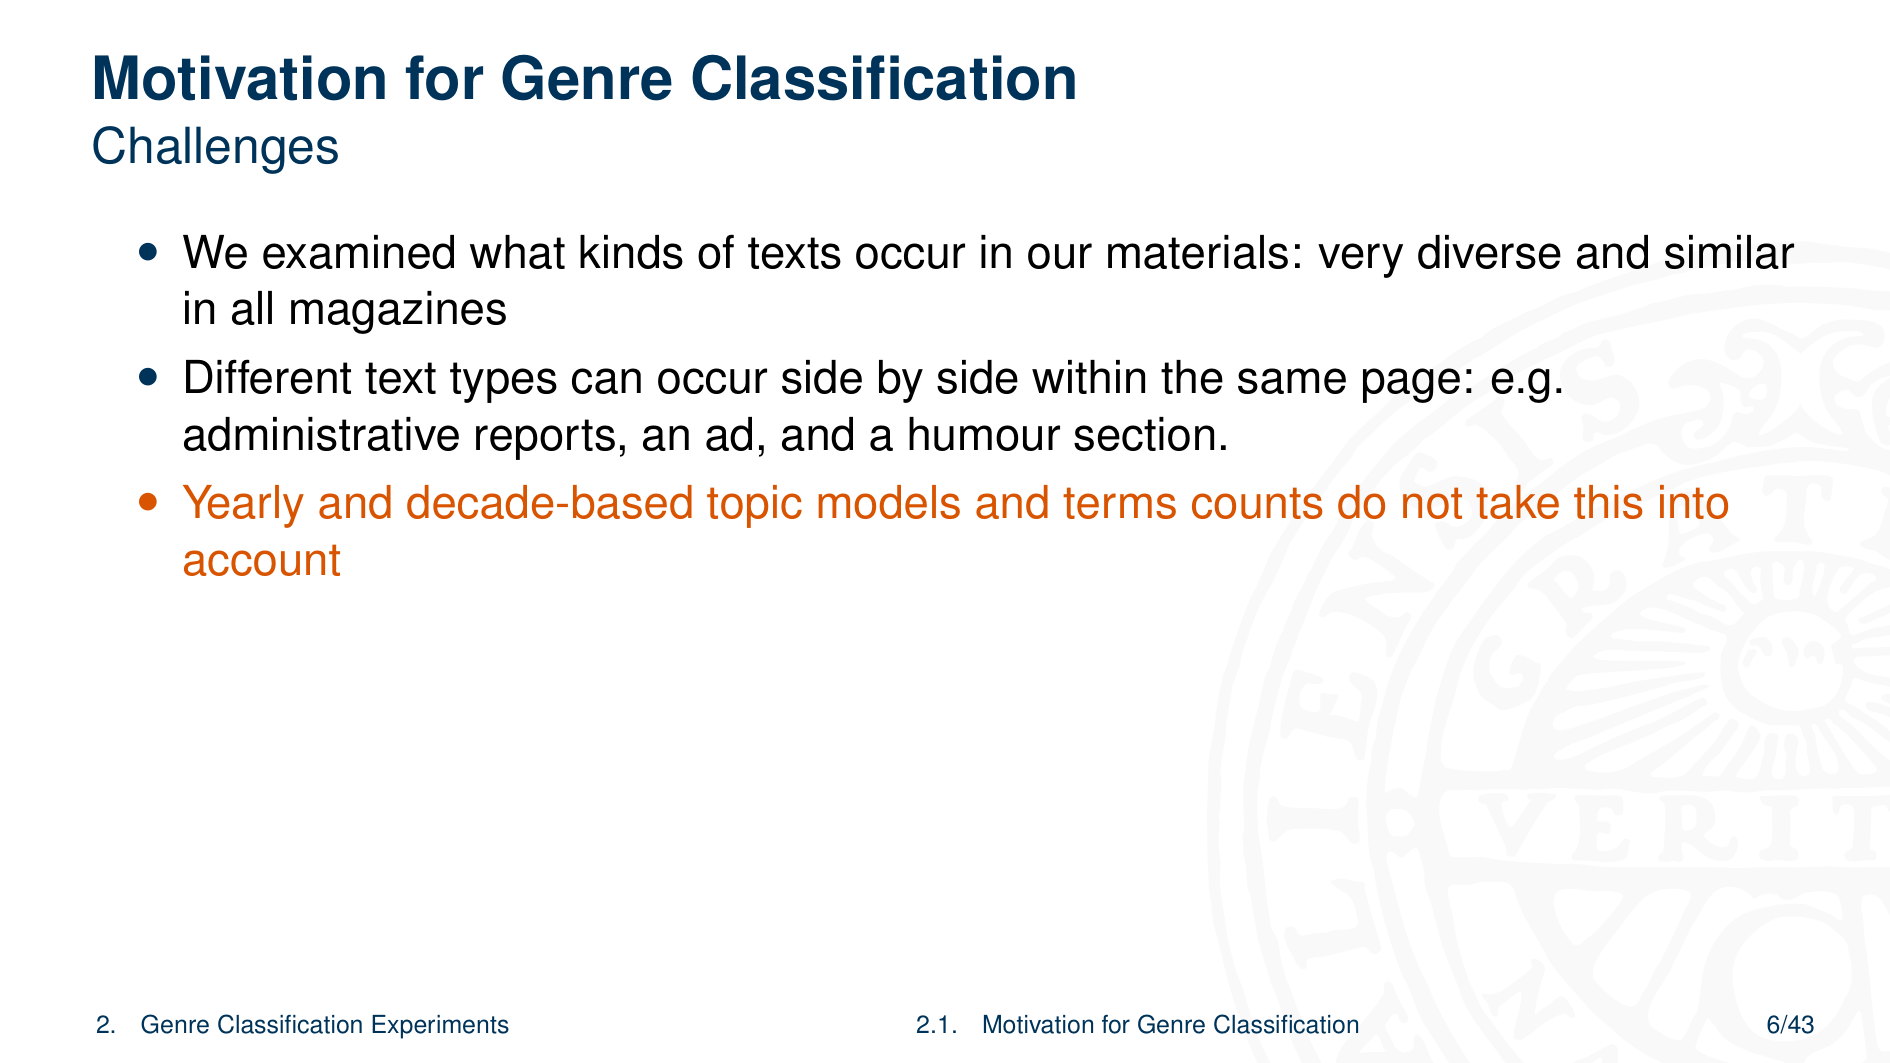 Motivation for Genre Classification
Challenges
• We examined what kinds of texts occur in our materials: very diverse and similar
in all magazines
• Different text types can occur side by side within the same page: e.g.
administrative reports, an ad, and a humour section.
• Yearly and decade-based topic models and terms counts do not take this into
account
2. Genre Classification Experiments
2.1. Motivation for Genre Classification
6/43